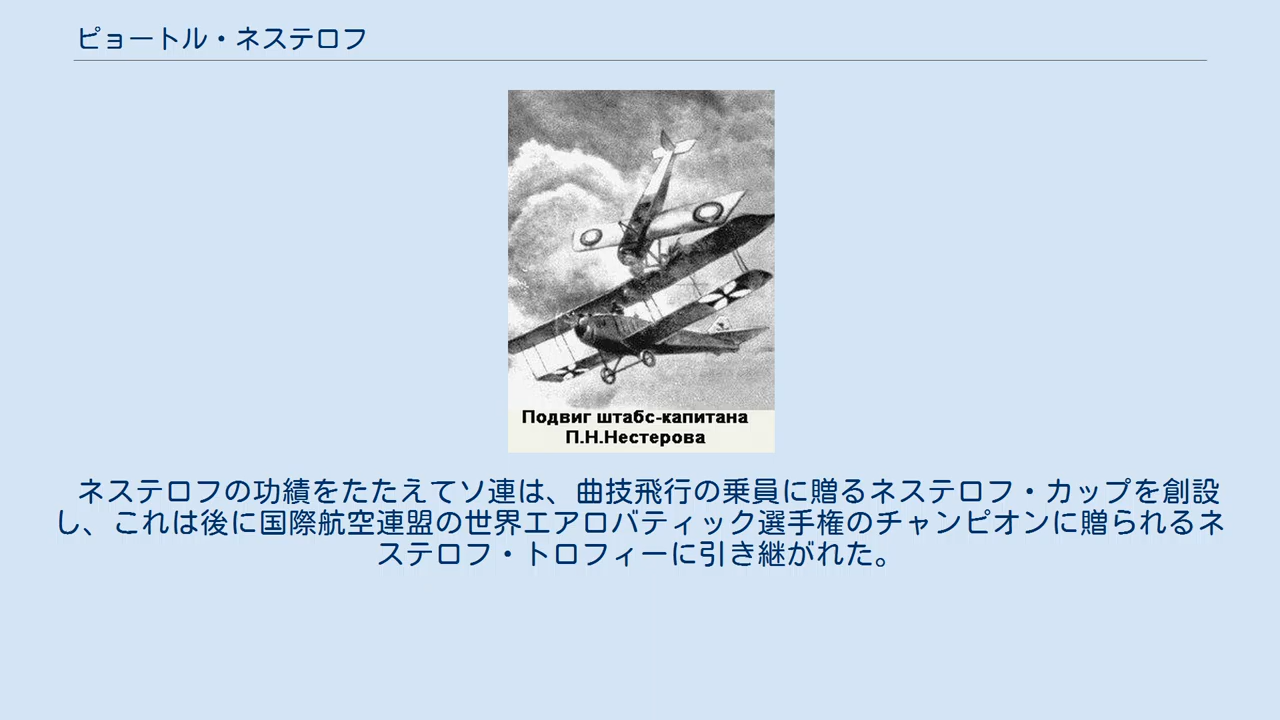 ピョートル・ネステロフ
Подвиг штабс-капитана
П.Н.Нестерова
ネステロフの功績をたたえてソ連は、曲技飛行の乗員に贈るネステロフ・カップを創設
し、これは後に国際航空連盟の世界エアロバティック選手権のチャンピオンに贈られるネ
ステロフ・トロフィーに引き継がれた。